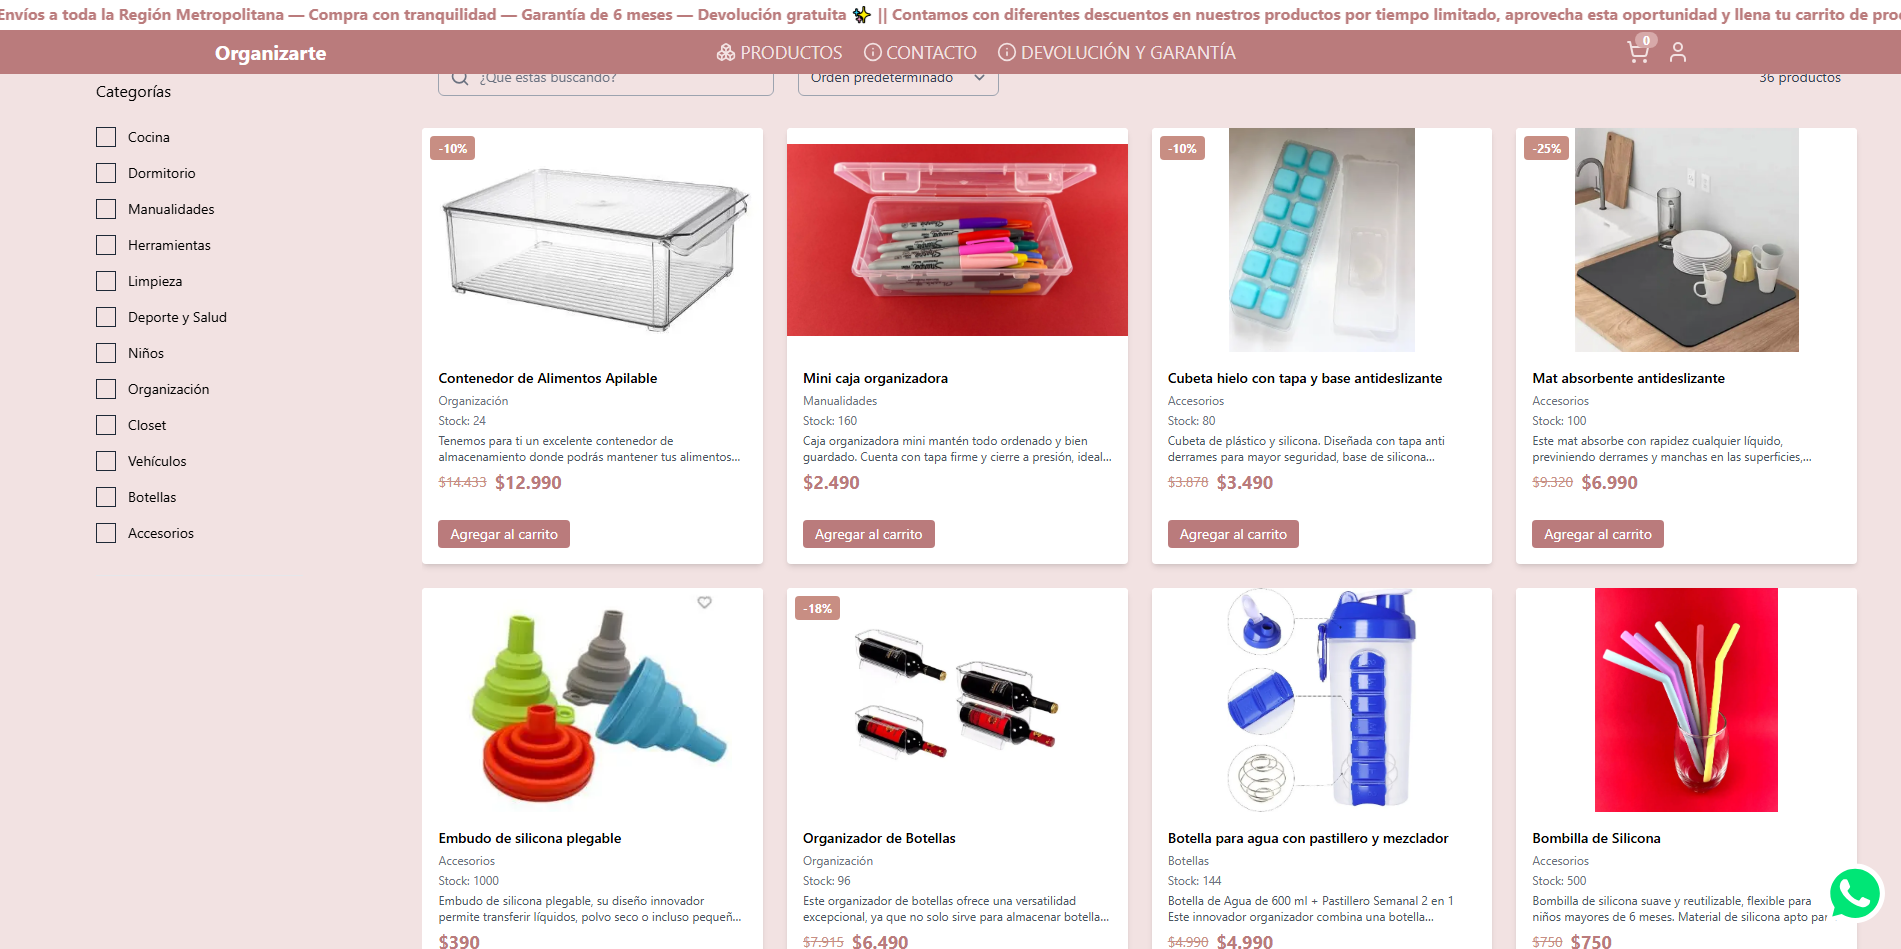 Envíos a toda la Región Metropolitana — Compra con tranquilidad — Garantía de 6 meses — Devolución gratuita ✨ || Contamos con diferentes descuentos en nuestros productos por tiempo limitado, aprovecha esta oportunidad y llena tu carrito de
Organizarte PRODUCTOS CONTACTO DEVOLUCIÓN Y GARANTÍA 0
¿Que estas buscando? Orden predeterminado 36 productos
Categorías
Cocina
Dormitorio
Manualidades
Herramientas
Limpieza
Deporte y Salud
Niños
Organización
Closet
Vehículos
Botellas
Accesorios
-10%
Contenedor de Alimentos Apilable
Organización
Stock: 24
Tenemos para ti un excelente contenedor de
almacenamiento donde podrás mantener tus alimentos...
$14.433 $12.990
Agregar al carrito
Mini caja organizadora
Manualidades
Stock: 160
Caja organizadora mini mantén todo ordenado y bien
guardado. Cuenta con tapa firme y cierre a presión, ideal...
$2.490
Agregar al carrito
-10%
Cubeta hielo con tapa y base antideslizante
Accesorios
Stock: 80
Cubeta de plástico y silicona. Diseñada con tapa anti
derrames para mayor seguridad, base de silicona...
$3.878 $3.490
Agregar al carrito
-25%
Mat absorbente antideslizante
Accesorios
Stock: 100
Este mat absorbe con rapidez cualquier líquido,
previniendo derrames y manchas en las superficies,...
$9.320 $6.990
Agregar al carrito
Embudo de silicona plegable
Accesorios
Stock: 1000
Embudo de silicona plegable, su diseño innovador
permite transferir líquidos, polvo seco o incluso pequeñ...
$390
-18%
Organizador de Botellas
Organización
Stock: 96
Este organizador de botellas ofrece una versatilidad
excepcional, ya que no solo sirve para almacenar botella...
$7.915 $6.490
Botella para agua con pastillero y mezclador
Botellas
Stock: 144
Botella de Agua de 600 ml + Pastillero Semanal 2 en 1
Este innovador organizador combina una botella...
$4.990 $4.990
Bombilla de Silicona
Accesorios
Stock: 500
Bombilla de silicona suave y reutilizable, flexible para
niños mayores de 6 meses. Material de silicona apto par
$750 $750